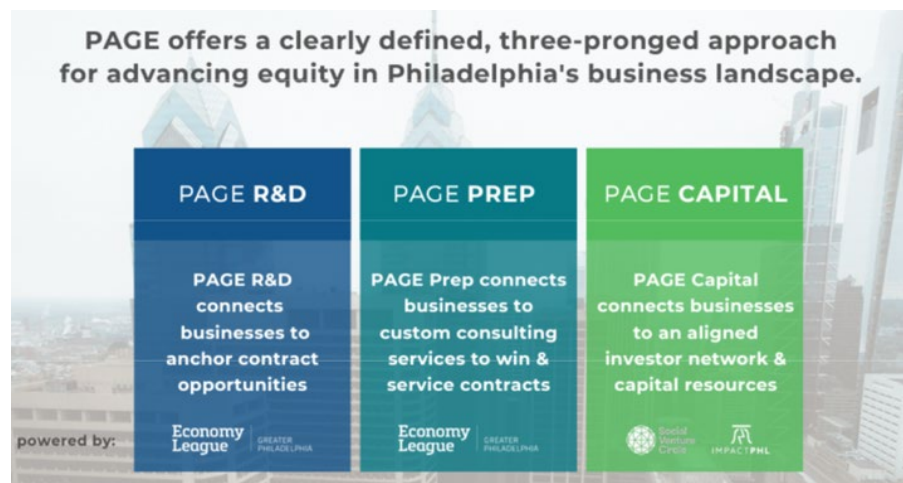 PAGE offers a clearly defined, three-pronged approach
for advancing equity in Philadelphia's business landscape.
PAGE R&D
PAGE R&D
connects
businesses to
anchor contract
opportunities
Economy
League
GREATER
PHILADELPHIA
PAGE PREP
PAGE Prep connects
businesses to
custom consulting
services to win &
service contracts
Economy
League
GREATER
PHILADELPHIA
PAGE CAPITAL
PAGE Capital
connects businesses
to an aligned
investor network &
capital resources
Social
Venture
Circle
IMPACTPHL
powered by: